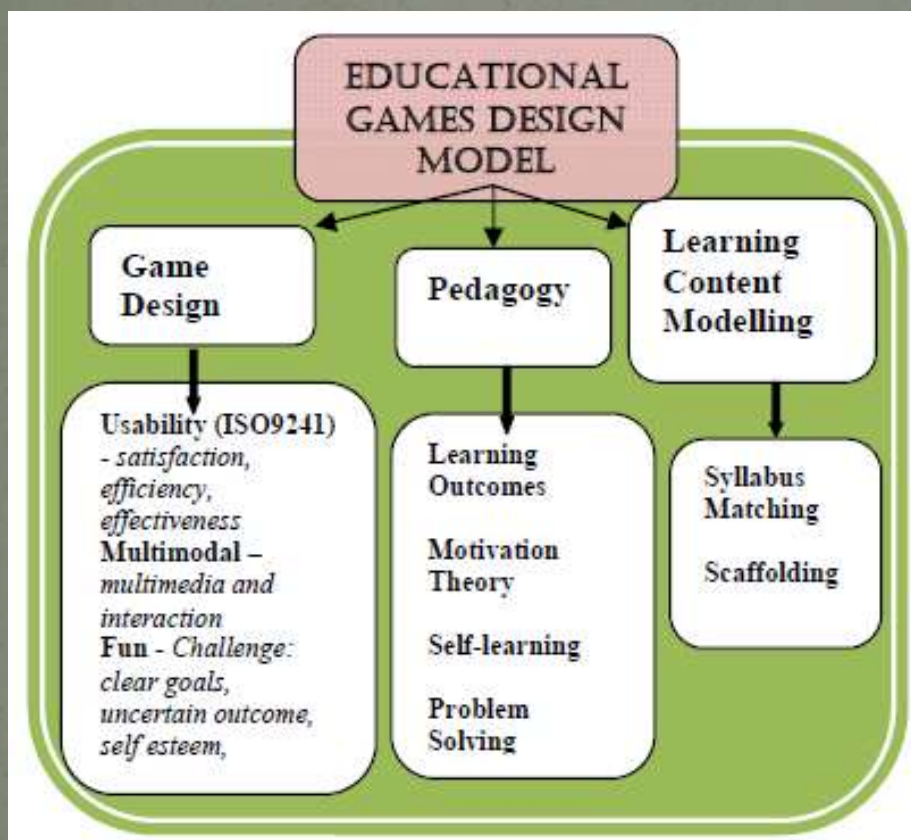 EDUCATIONAL
GAMES DESIGN
MODEL
Game
Design
Pedagogy
Learning
Content
Modelling
Usability (ISO9241)
- satisfaction,
efficiency,
effectiveness
Multimodal –
multimedia and
interaction
Fun - Challenge:
clear goals,
uncertain outcome,
self esteem,
Learning
Outcomes
Motivation
Theory
Self-learning
Problem
Solving
Syllabus
Matching
Scaffolding